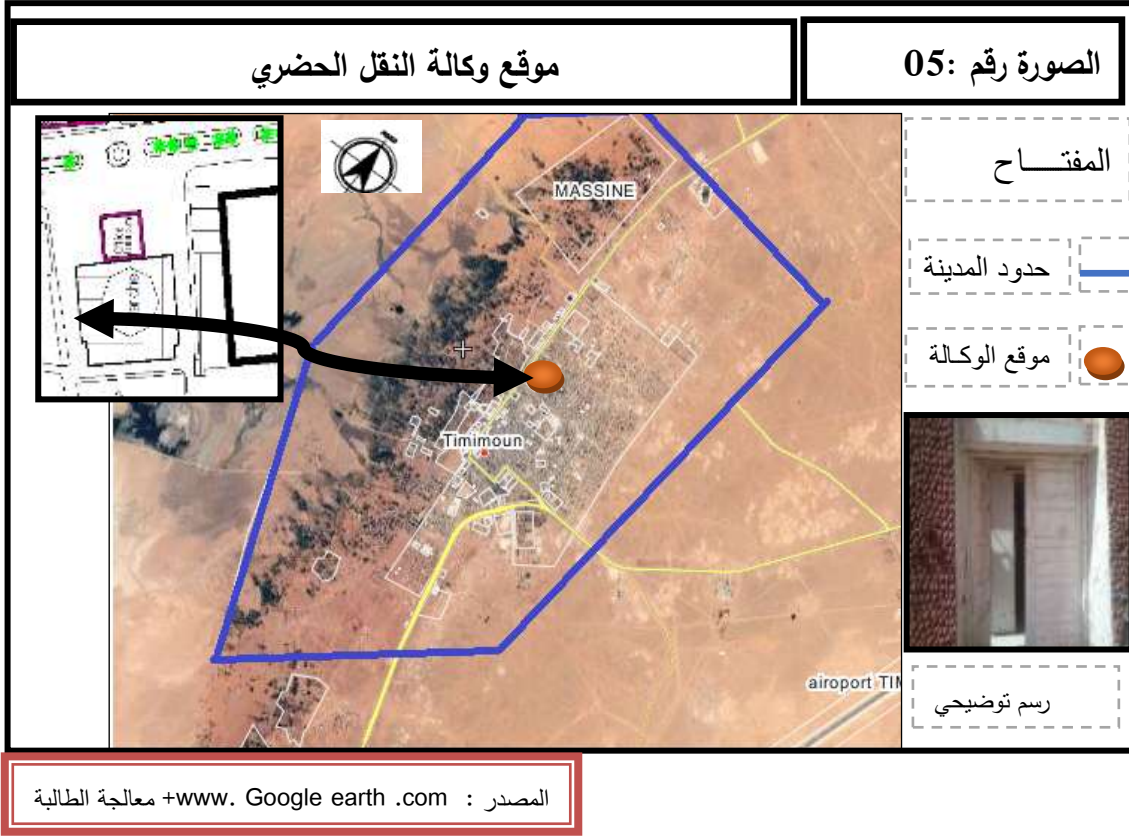 الصورة رقم :05
موقع وكالة النقل الحضري
المفتـــــاح
حدود المدينة
موقع الوكـالة
MASSINE
Timimoun
airoport TIM
رسم توضيحي
المصدر : www. Google earth .com+ معالجة الطالبة